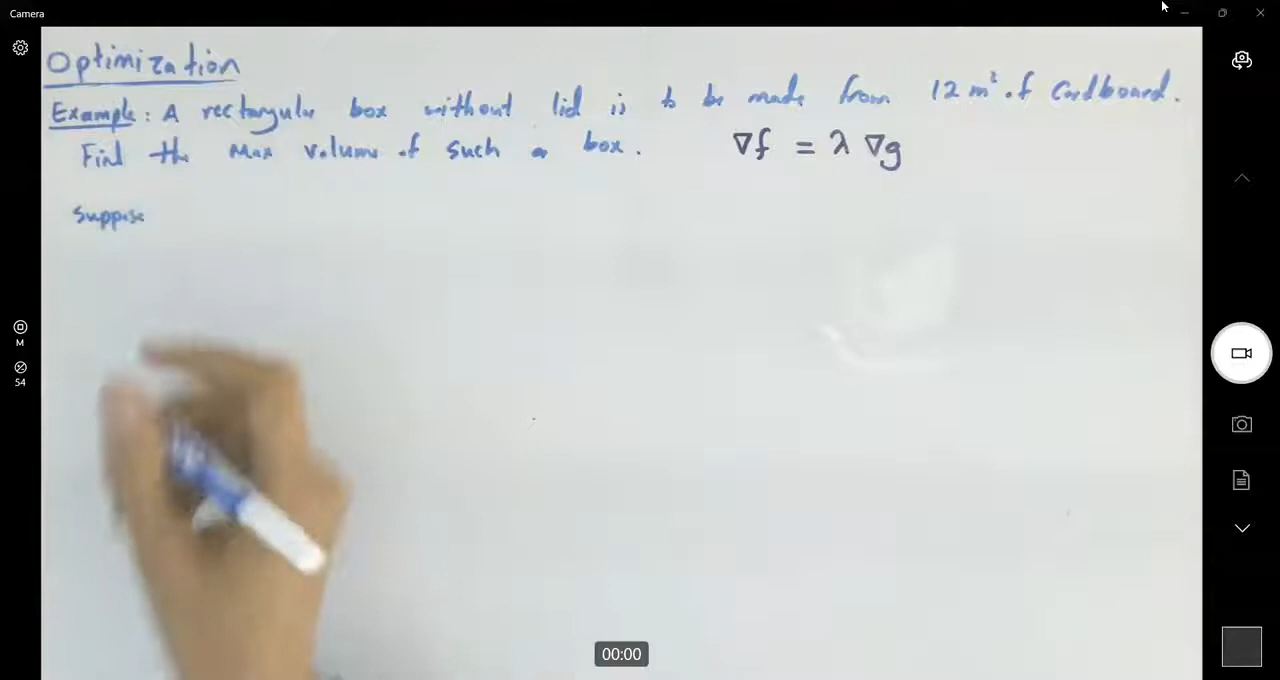 Camera
Optimization
Example: A rectangular box without lid is to be made from 12 m² of Cardboard.
Find the Max volume of such a box. ∇f = λ ∇g
Suppose
M
54
00:00